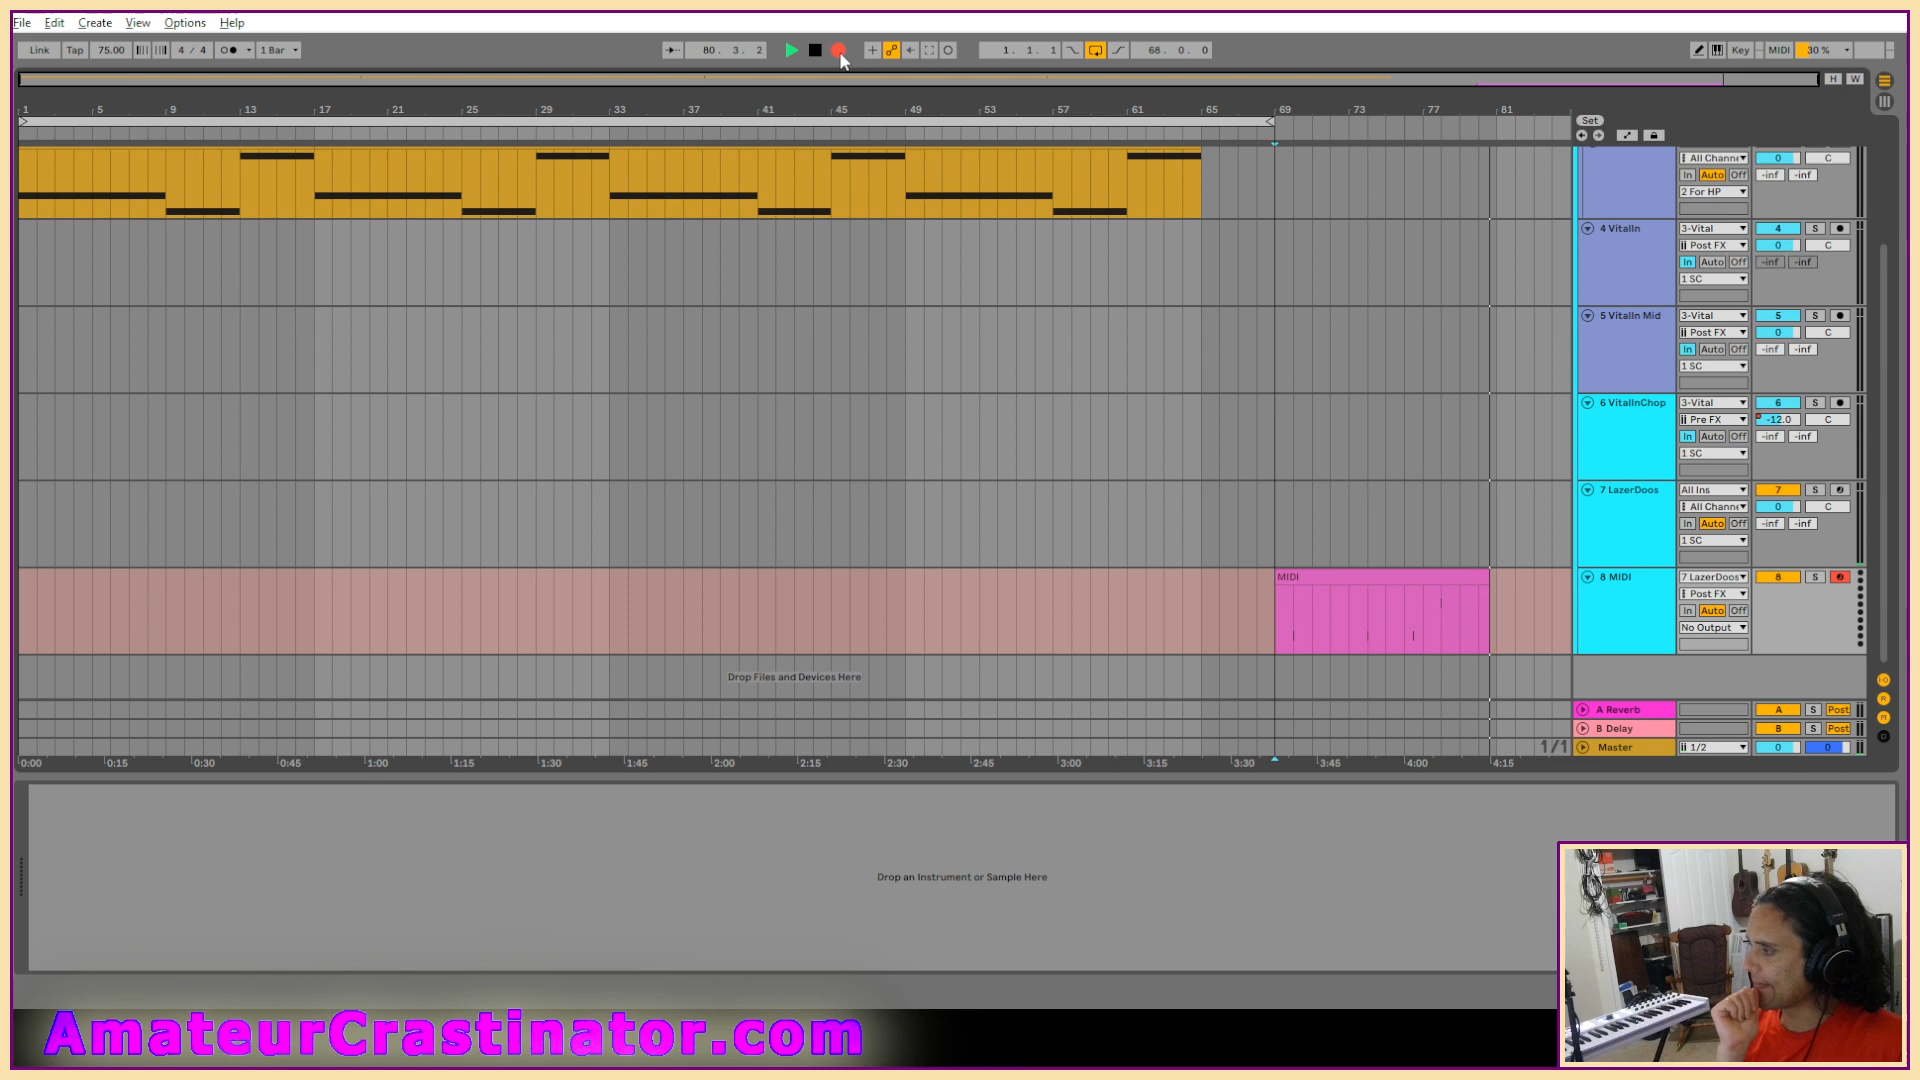 File Edit Create View Options Help
Link Tap 75.00 4 / 4 1 Bar 80. 3. 2 1. 1. 1 68. 0. 0 Key MIDI 30 %
H W
1 5 9 13 17 21 25 29 33 37 41 45 49 53 57 61 65 69 73 77 81
Set
All Channe 0 C
In Auto Off -inf -inf
2 For HP
4 VitalIn 3-Vital 4 S
Post FX 0 C
In Auto Off -inf -inf
1 SC
5 VitalIn Mid 3-Vital 5 S
Post FX 0 C
In Auto Off -inf -inf
1 SC
6 VitalInChop 3-Vital 6 S
Pre FX -12.0 C
In Auto Off -inf -inf
1 SC
7 LazerDoos All Ins 7 S
All Channe 0 C
In Auto Off -inf -inf
1 SC
MIDI 8 MIDI 7 LazerDoos 8 S
Post FX
In Auto Off
No Output
Drop Files and Devices Here
A Reverb A S Post
B Delay B S Post
1/1 Master 1/2 0 0
0:00 0:15 0:30 0:45 1:00 1:15 1:30 1:45 2:00 2:15 2:30 2:45 3:00 3:15 3:30 3:45 4:00 4:15
Drop an Instrument or Sample Here
AmateurCrastinator.com